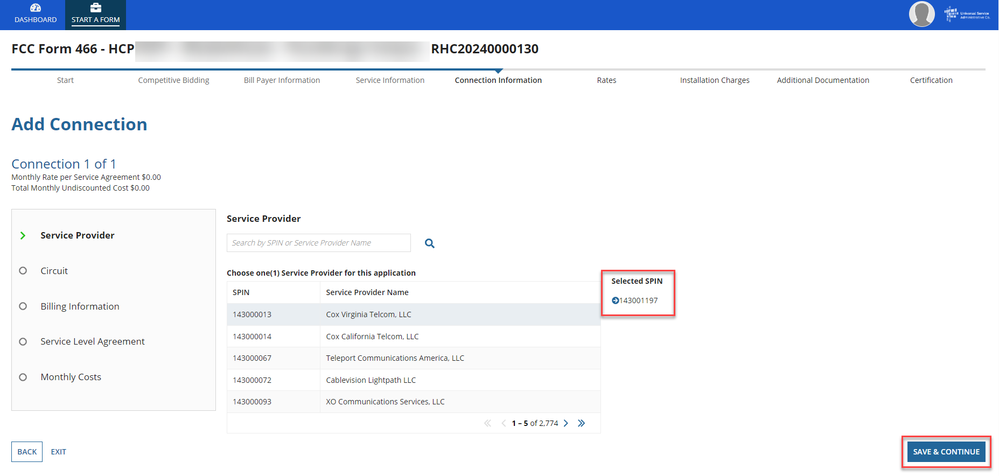 DASHBOARD
START A FORM
Universal Service
Administrative Co.
FCC Form 466 - HCP RHC20240000130
Start
Competitive Bidding
Bill Payer Information
Service Information
Connection Information
Rates
Installation Charges
Additional Documentation
Certification
Add Connection
Connection 1 of 1
Monthly Rate per Service Agreement $0.00
Total Monthly Undiscounted Cost $0.00
Service Provider
Circuit
Billing Information
Service Level Agreement
Monthly Costs
Service Provider
Search by SPIN or Service Provider Name
Choose one(1) Service Provider for this application
SPIN Service Provider Name
143000013 Cox Virginia Telcom, LLC
143000014 Cox California Telcom, LLC
143000067 Teleport Communications America, LLC
143000072 Cablevision Lightpath LLC
143000093 XO Communications Services, LLC
1 – 5 of 2,774
Selected SPIN
143001197
BACK
EXIT
SAVE & CONTINUE